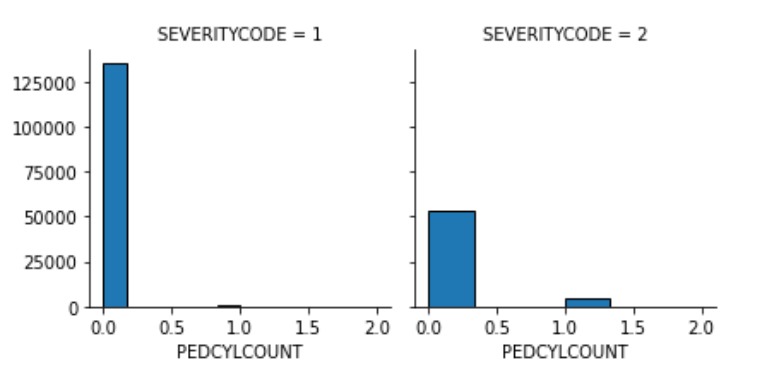 SEVERITYCODE = 1
SEVERITYCODE = 2
125000
100000
75000
50000
25000
0
0.0 0.5 1.0 1.5 2.0
0.0 0.5 1.0 1.5 2.0
PEDCYLCOUNT
PEDCYLCOUNT